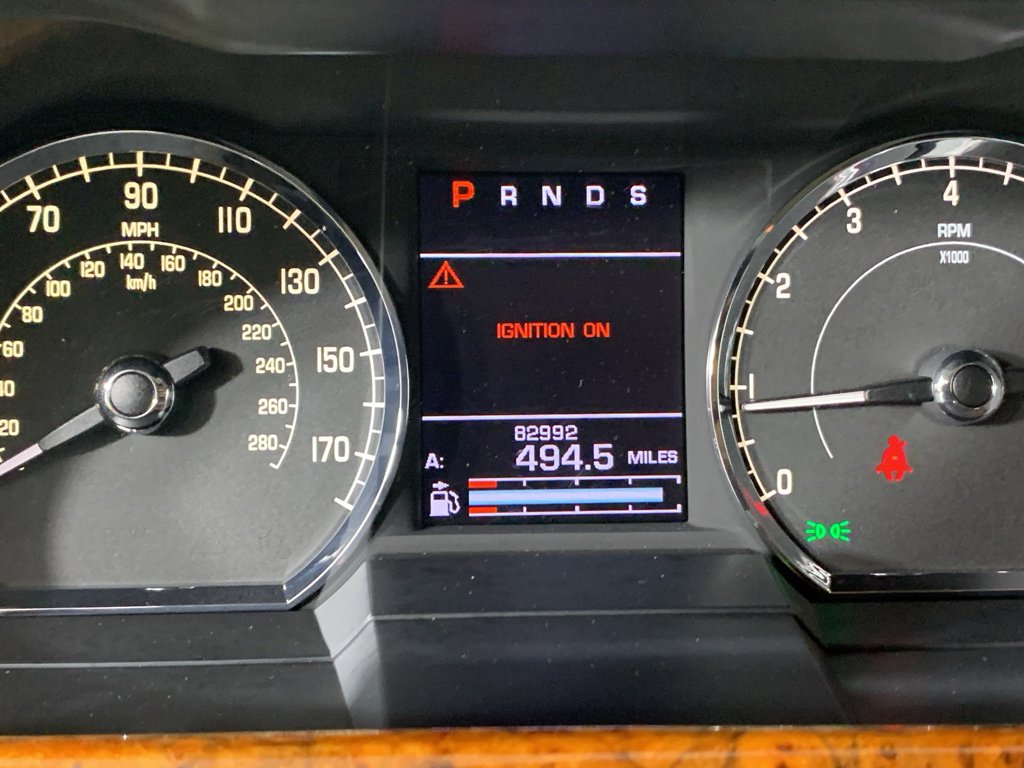 P R N D S
IGNITION ON
82992
A: 494.5 MILES
70 90 110 130 150 170
MPH
20 40 60 80 100 120 140 160 180 200 220 240 260 280
km/h
0 1 2 3 4
RPM
X1000